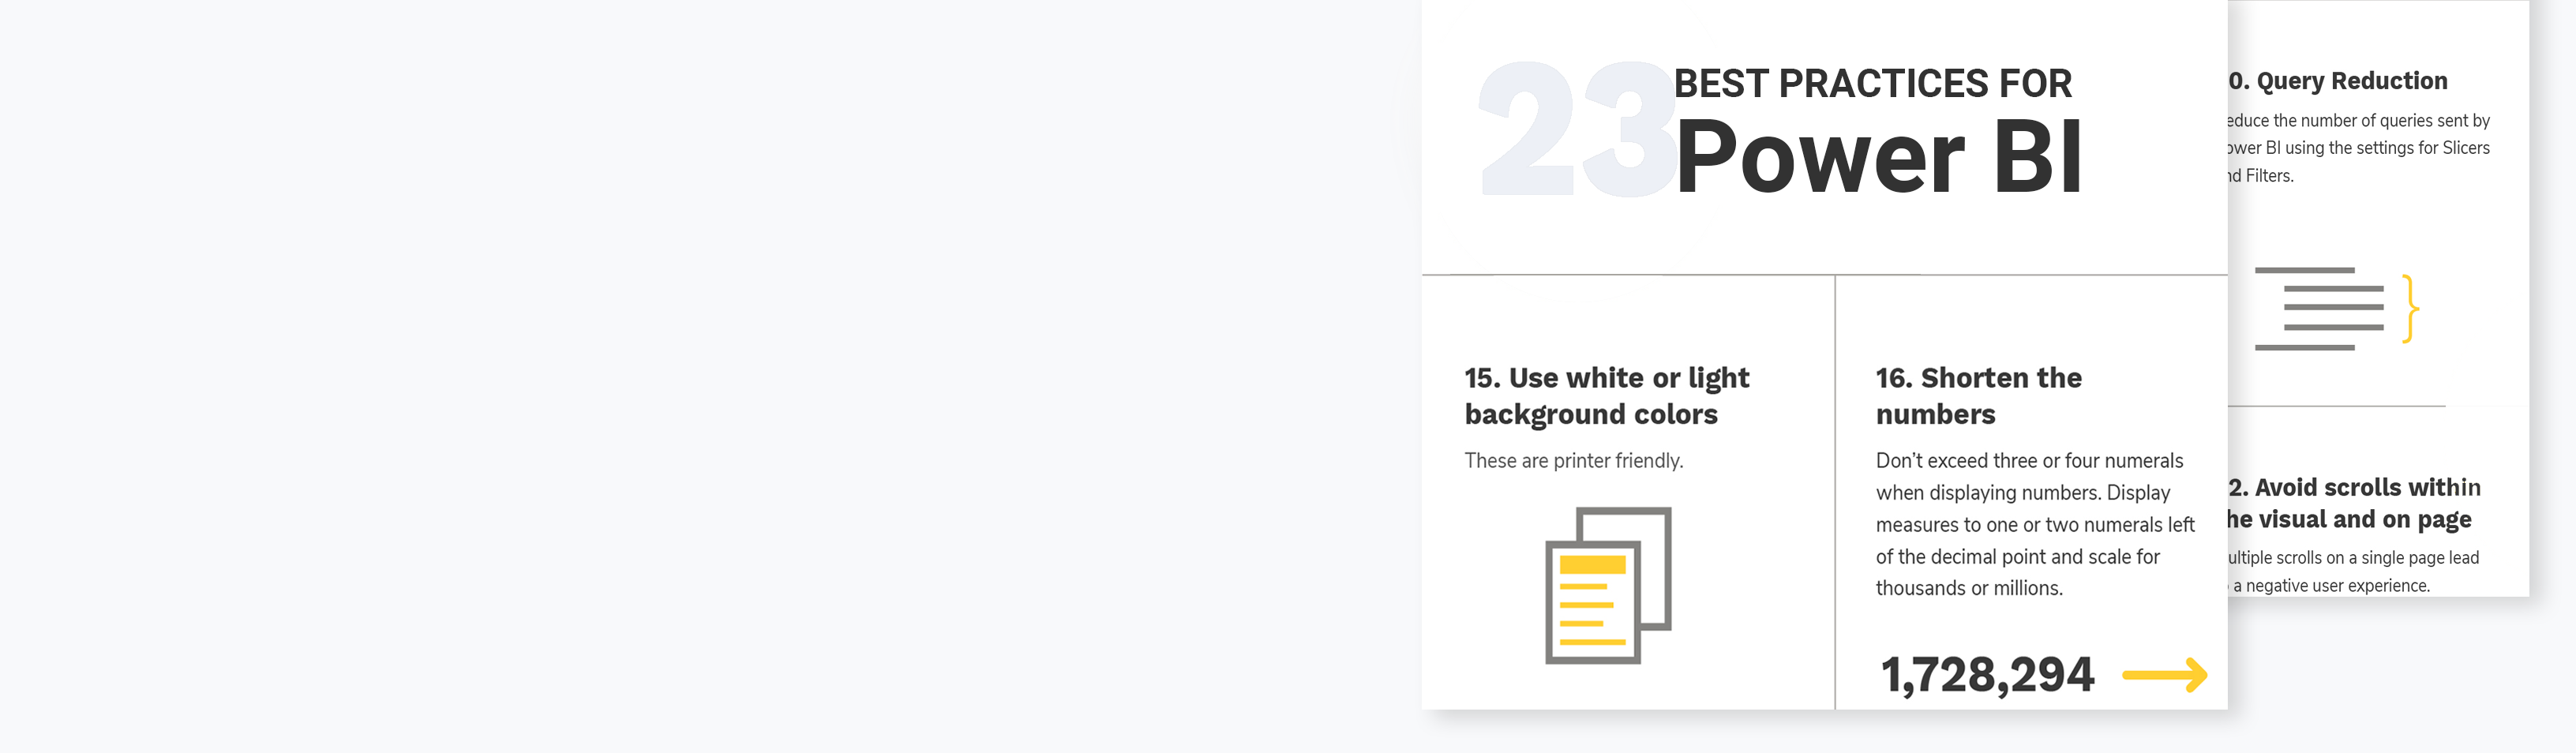 23
BEST PRACTICES FOR
Power BI
15. Use white or light
background colors
These are printer friendly.
16. Shorten the
numbers
Don’t exceed three or four numerals
when displaying numbers. Display
measures to one or two numerals left
of the decimal point and scale for
thousands or millions.
1,728,294
0. Query Reduction
educe the number of queries sent by
ower BI using the settings for Slicers
nd Filters.
2. Avoid scrolls within
he visual and on page
ultiple scrolls on a single page lead
a negative user experience.